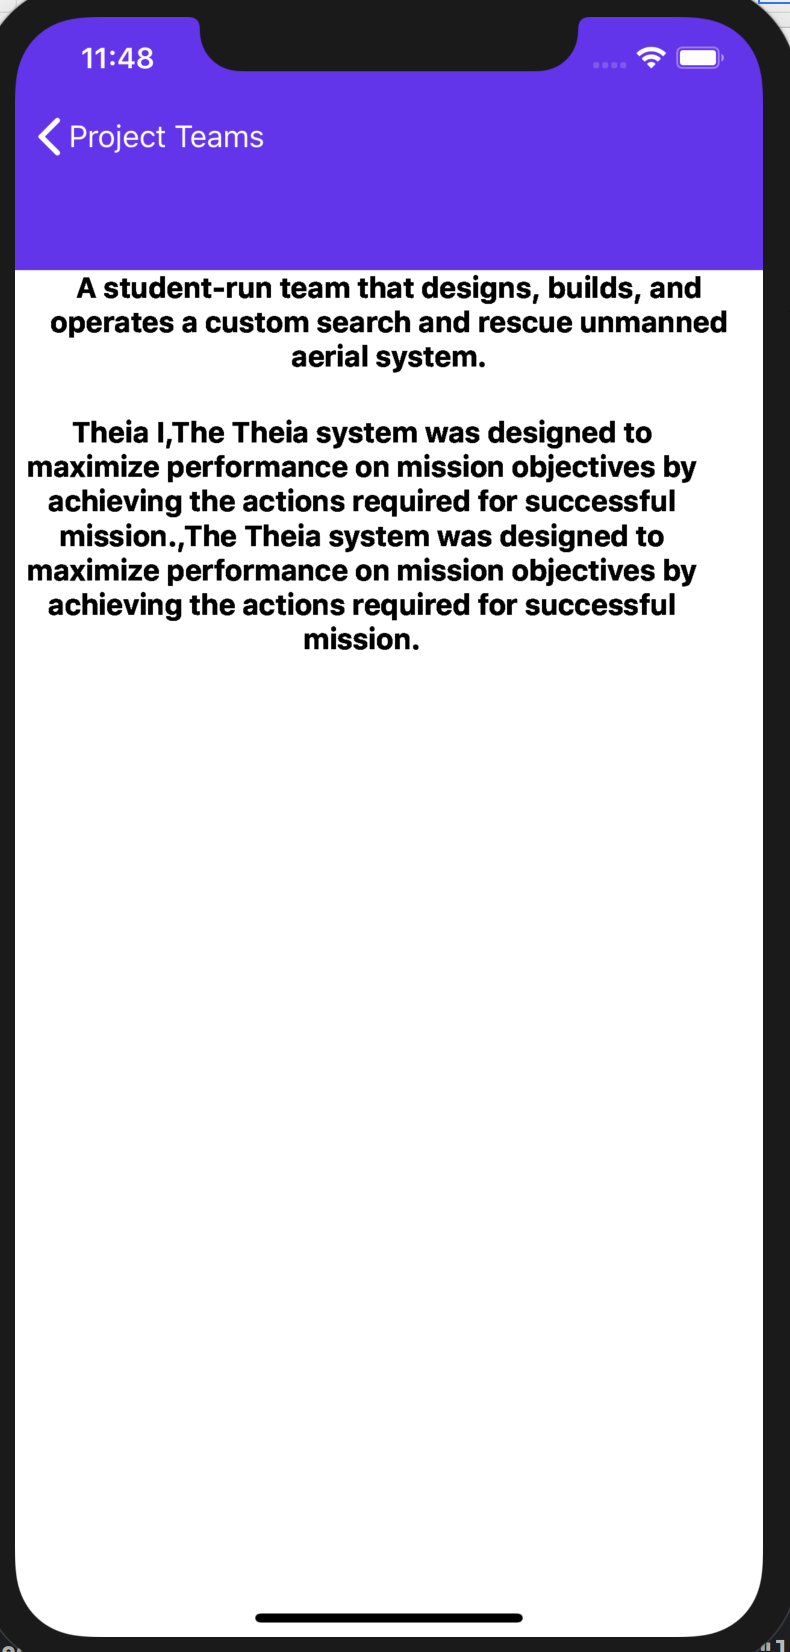 11:48
Project Teams
A student-run team that designs, builds, and
operates a custom search and rescue unmanned
aerial system.
Theia I,The Theia system was designed to
maximize performance on mission objectives by
achieving the actions required for successful
mission.,The Theia system was designed to
maximize performance on mission objectives by
achieving the actions required for successful
mission.